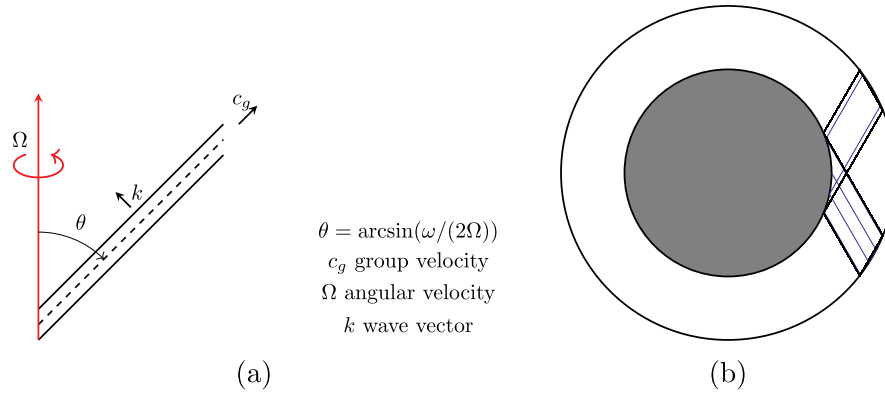 c_g
Ω
k
θ
θ = arcsin(ω/(2Ω))
c_g group velocity
Ω angular velocity
k wave vector
(a)
(b)